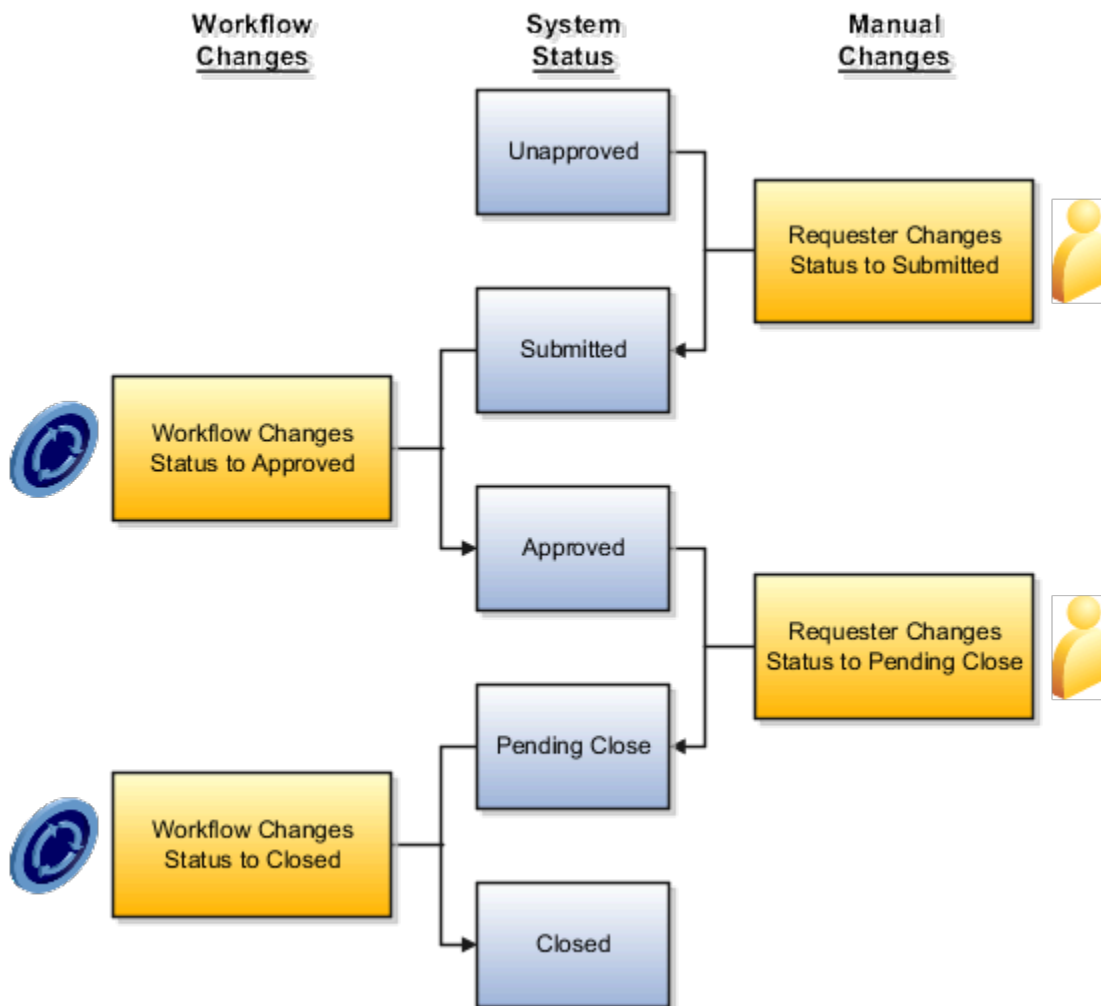 Workflow
Changes
System
Status
Manual
Changes
Unapproved
Requester Changes
Status to Submitted
Submitted
Workflow Changes
Status to Approved
Approved
Requester Changes
Status to Pending Close
Pending Close
Workflow Changes
Status to Closed
Closed